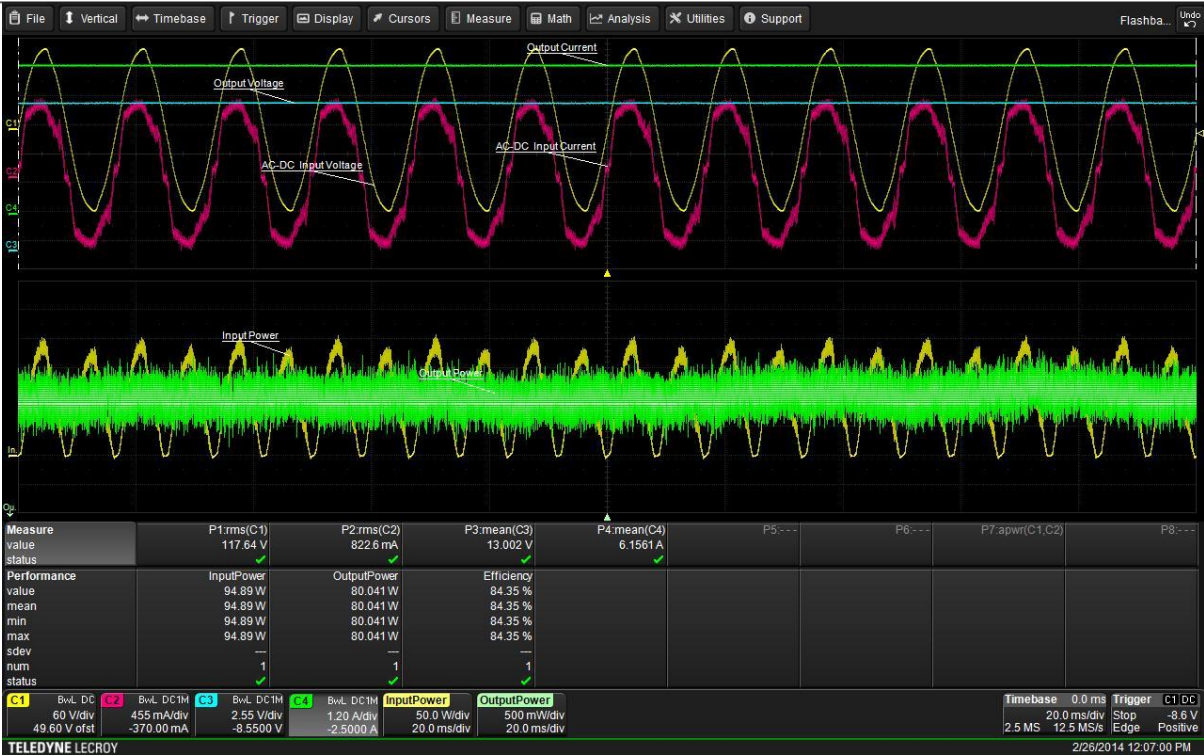 File Vertical Timebase Trigger Display Cursors Measure Math Analysis Utilities Support Flashba... Undo
Output Current
Output Voltage
C1
AC-DC Input Current
AC-DC Input Voltage
C2
C4
C3
Input Power
Output Power
In.
Ou.
Measure P1:rms(C1) P2:rms(C2) P3:mean(C3) P4:mean(C4) P5:--- P6:--- P7:apwr(C1,C2) P8:---
value 117.64 V 822.6 mA 13.002 V 6.1561 A
status
Performance InputPower OutputPower Efficiency
value 94.89 W 80.041 W 84.35 %
mean 94.89 W 80.041 W 84.35 %
min 94.89 W 80.041 W 84.35 %
max 94.89 W 80.041 W 84.35 %
sdev --- --- ---
num 1 1 1
status
C1 BwL DC C2 BwL DC1M C3 BwL DC1M C4 BwL DC1M InputPower OutputPower Timebase 0.0 ms Trigger C1 DC
60 V/div 455 mA/div 2.55 V/div 1.20 A/div 50.0 W/div 500 mW/div 20.0 ms/div Stop -8.6 V
49.60 V ofst -370.00 mA -8.5500 V -2.5000 A 20.0 ms/div 20.0 ms/div 2.5 MS 12.5 MS/s Edge Positive
TELEDYNE LECROY 2/26/2014 12:07:00 PM